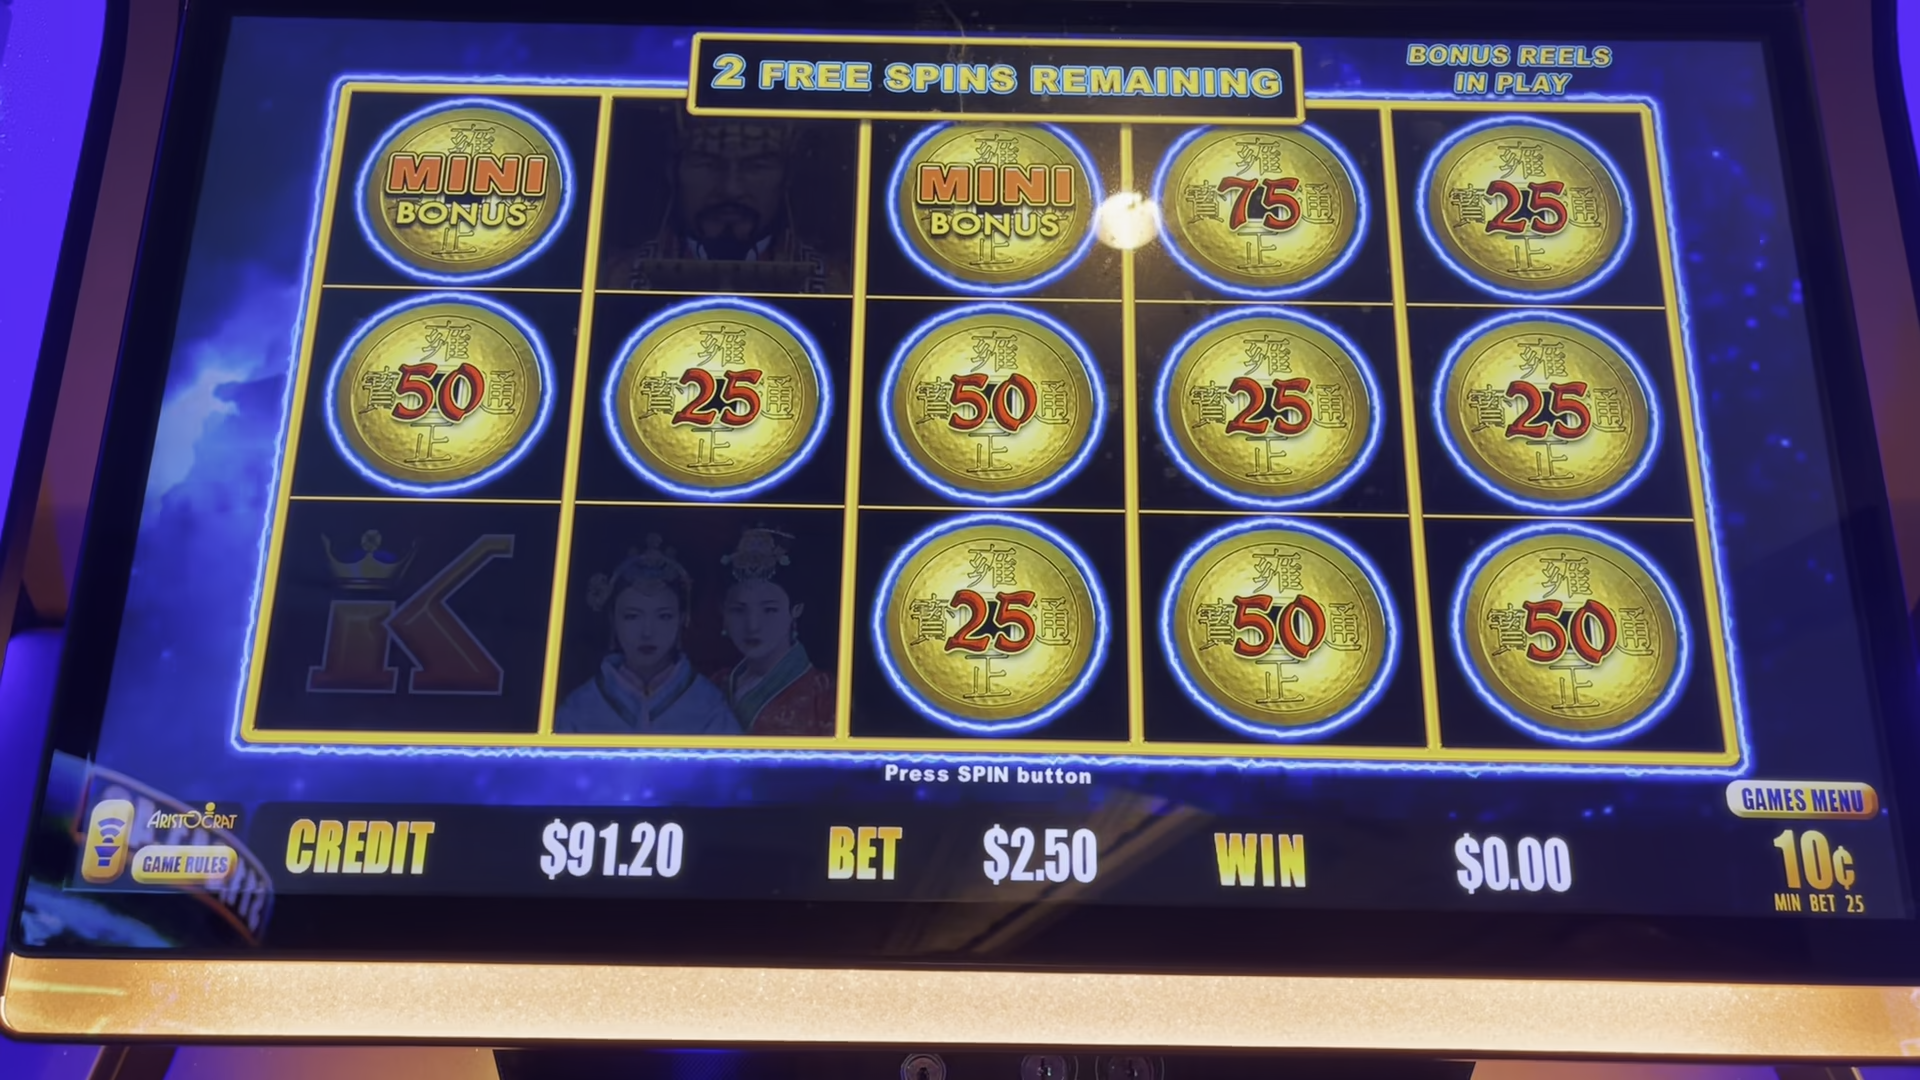 2 FREE SPINS REMAINING
BONUS REELS
IN PLAY
MINI
BONUS
MINI
BONUS
75
25
50
25
50
25
25
K
25
50
50
Press SPIN button
GAMES MENU
ARISTOCRAT
GAME RULES
CREDIT $91.20 BET $2.50 WIN $0.00
10¢
MIN BET 25